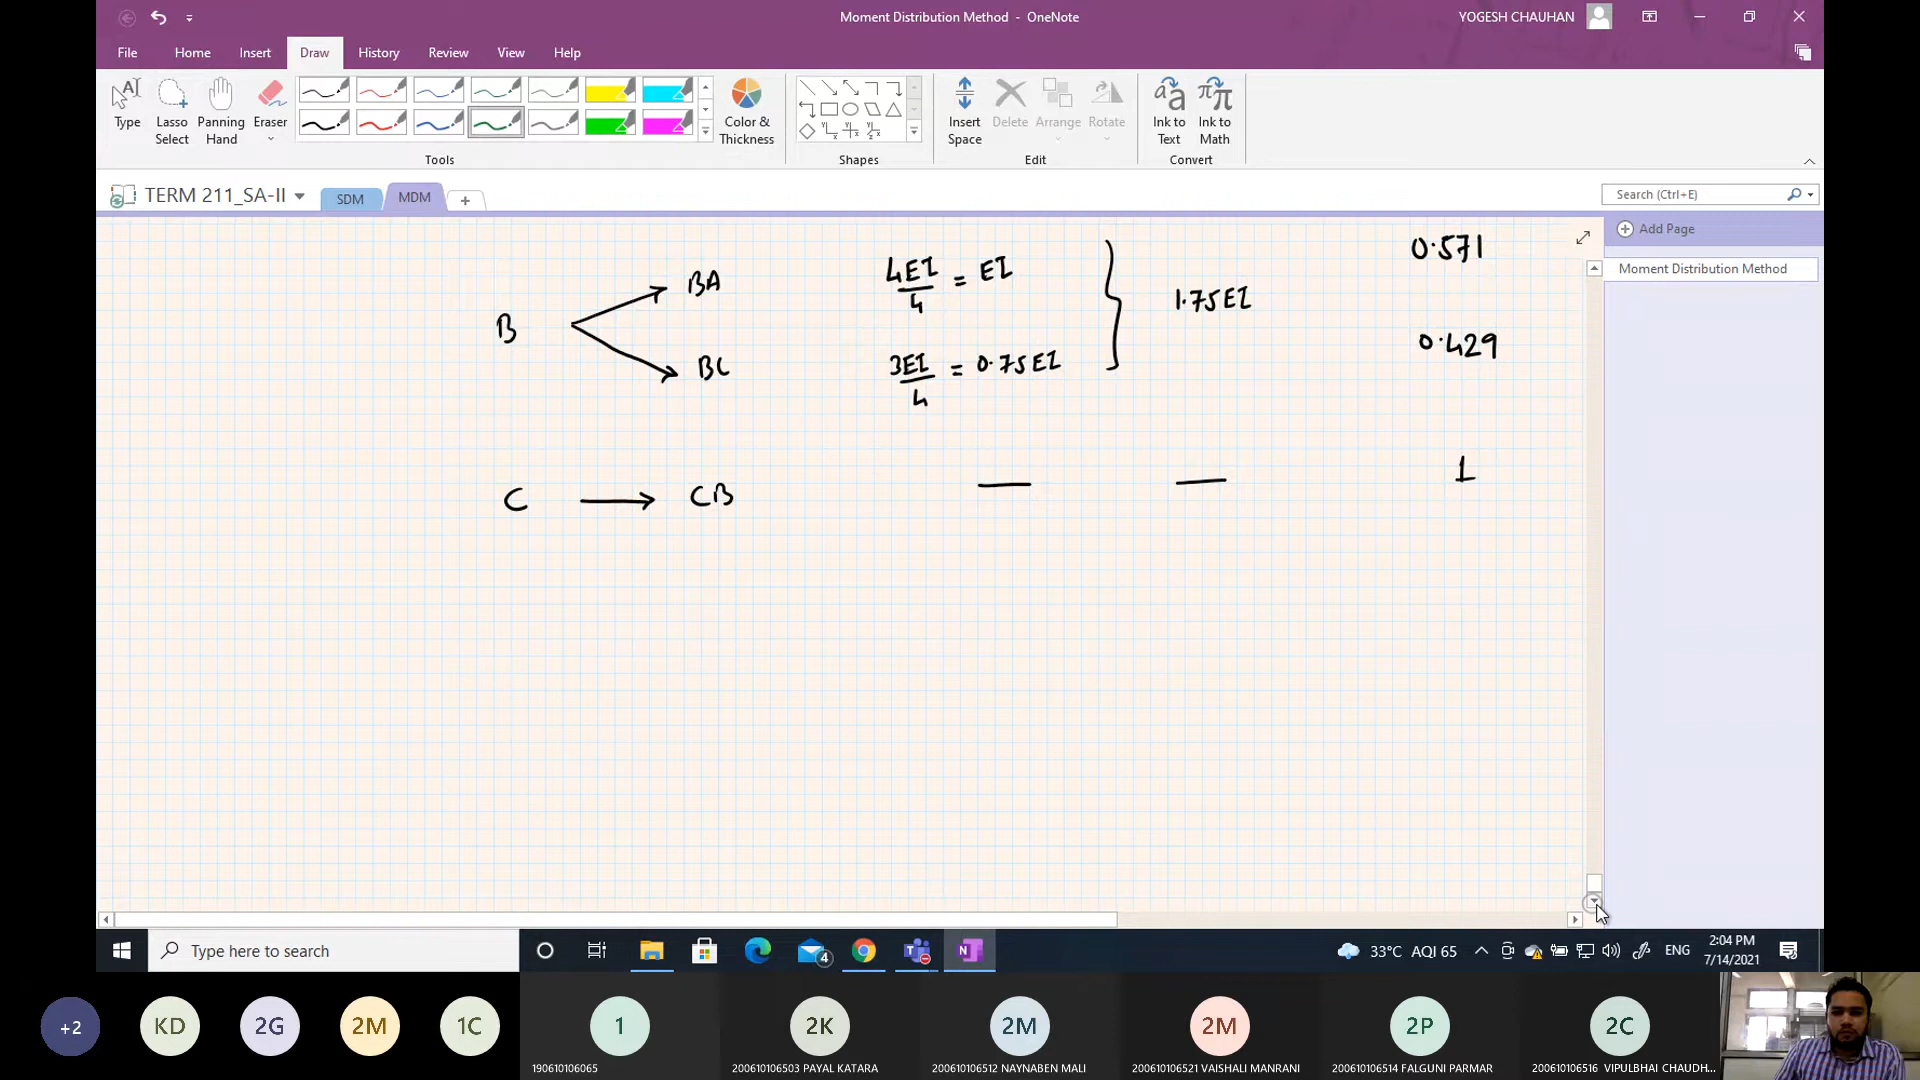 Moment Distribution Method - OneNote
YOGESH CHAUHAN
File Home Insert Draw History Review View Help
Type
Lasso Select
Panning Hand
Eraser
Color & Thickness
Insert Space
Delete
Arrange
Rotate
Ink to Text
Ink to Math
Tools
Shapes
Edit
Convert
TERM 211_SA-II
SDM
MDM
Search (Ctrl+E)
Add Page
Moment Distribution Method
B
BA
4EI/4 = EI
1.75EI
0.571
BC
3EI/4 = 0.75EI
0.429
C → CB — — 1
Type here to search
4
33°C AQI 65
ENG
2:04 PM
7/14/2021
+2 KD 2G 2M 1C 1 2K 2M 2M 2P 2C
190610106065
200610106503 PAYAL KATARA
200610106512 NAYNABEN MALI
200610106521 VAISHALI MANRANI
200610106514 FALGUNI PARMAR
200610106516 VIPULBHAI CHAUDH...